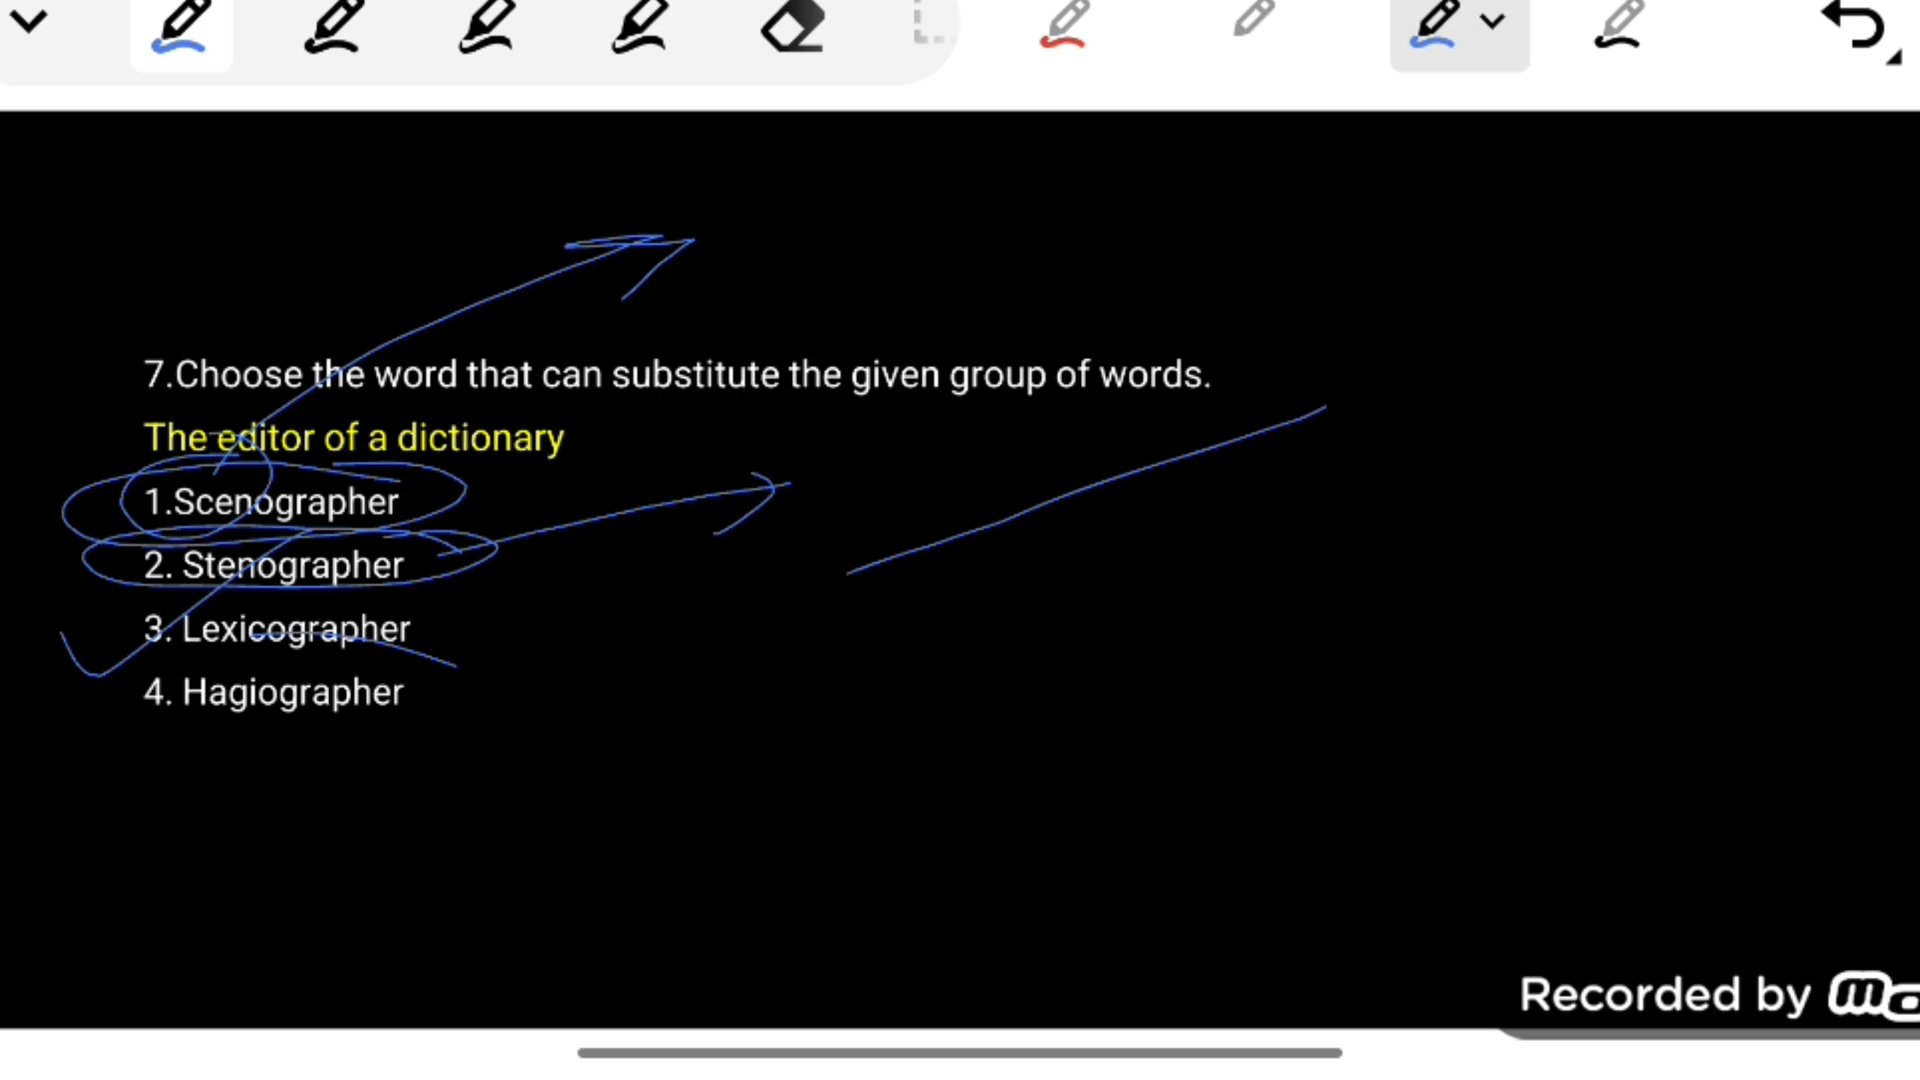 7.Choose the word that can substitute the given group of words.
The editor of a dictionary
1.Scenographer
2. Stenographer
3. Lexicographer
4. Hagiographer
Recorded by